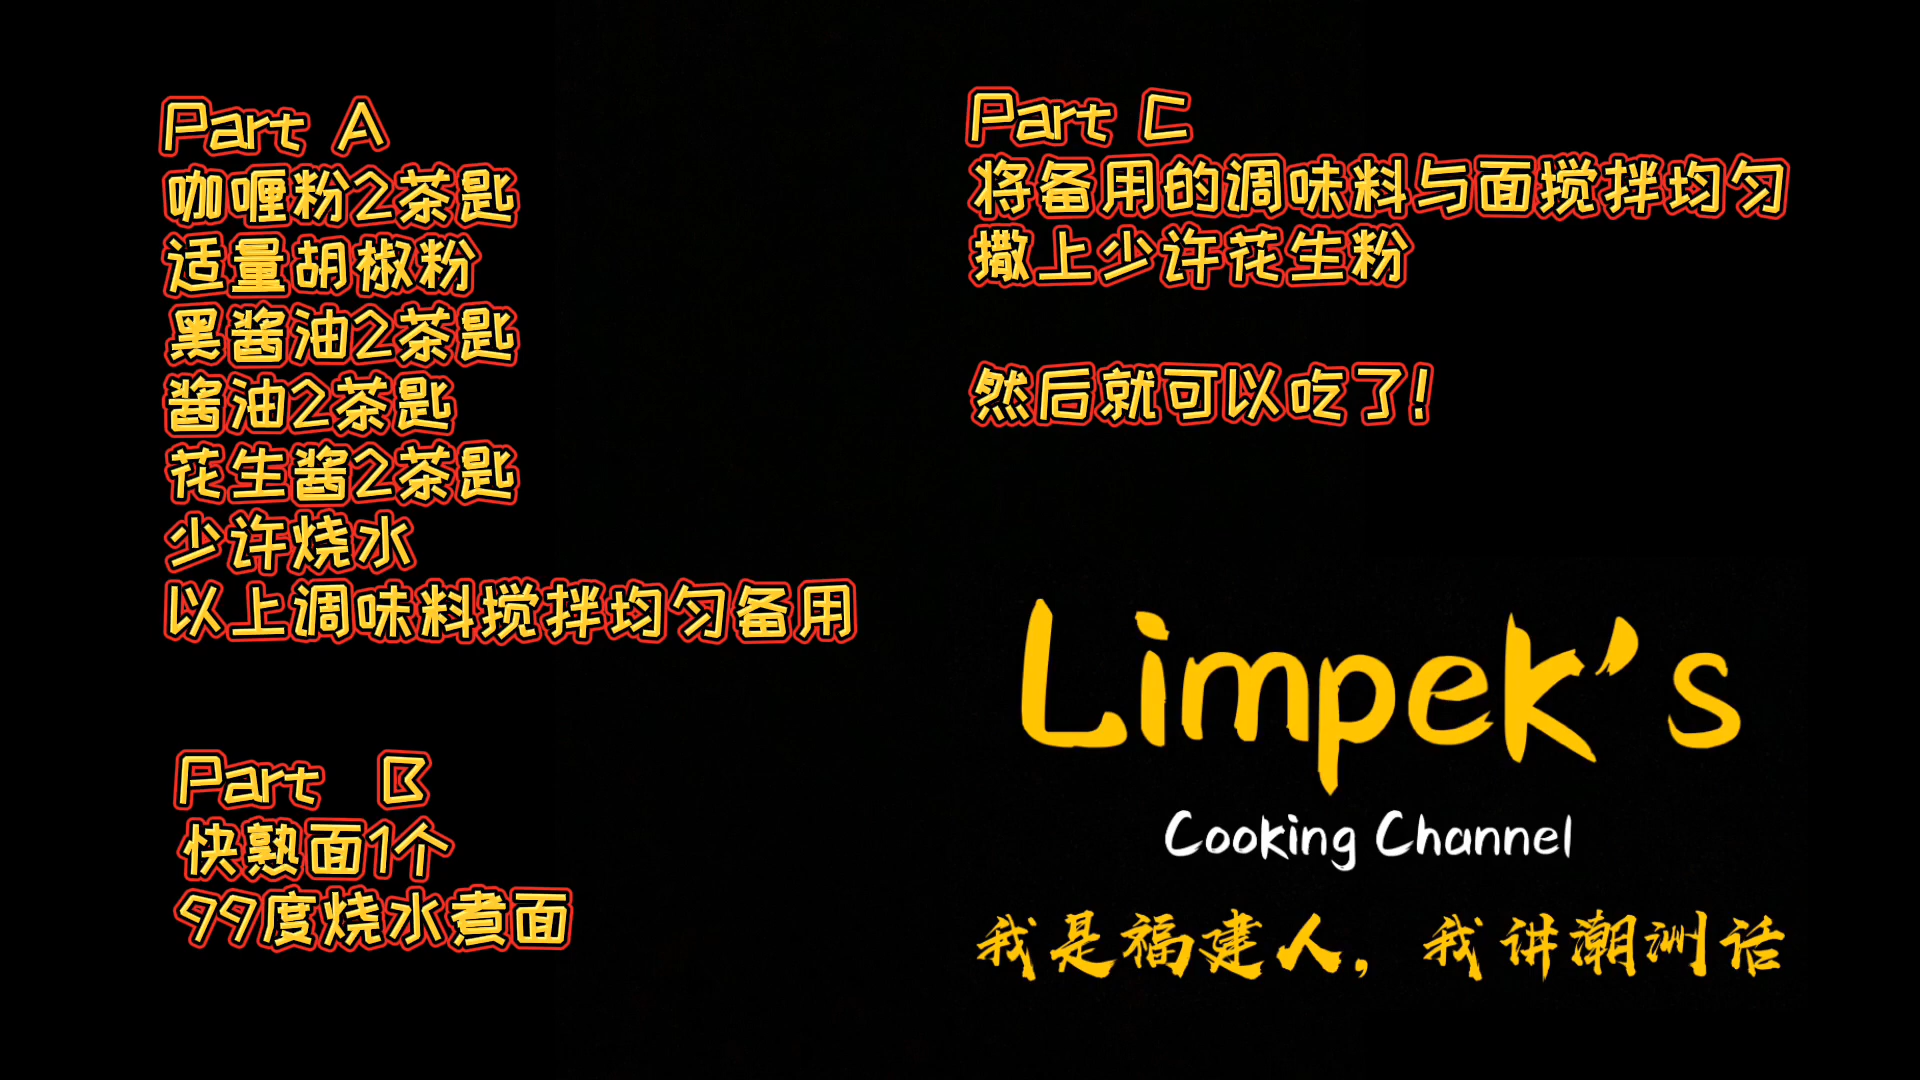 Part A
咖喱粉2茶匙
适量胡椒粉
黑酱油2茶匙
酱油2茶匙
花生酱2茶匙
少许烧水
以上调味料搅拌均匀备用
Part B
快熟面1个
99度烧水煮面
Part C
将备用的调味料与面搅拌均匀
撒上少许花生粉
然后就可以吃了!
Limpek's
Cooking Channel
我是福建人，我讲潮洲话